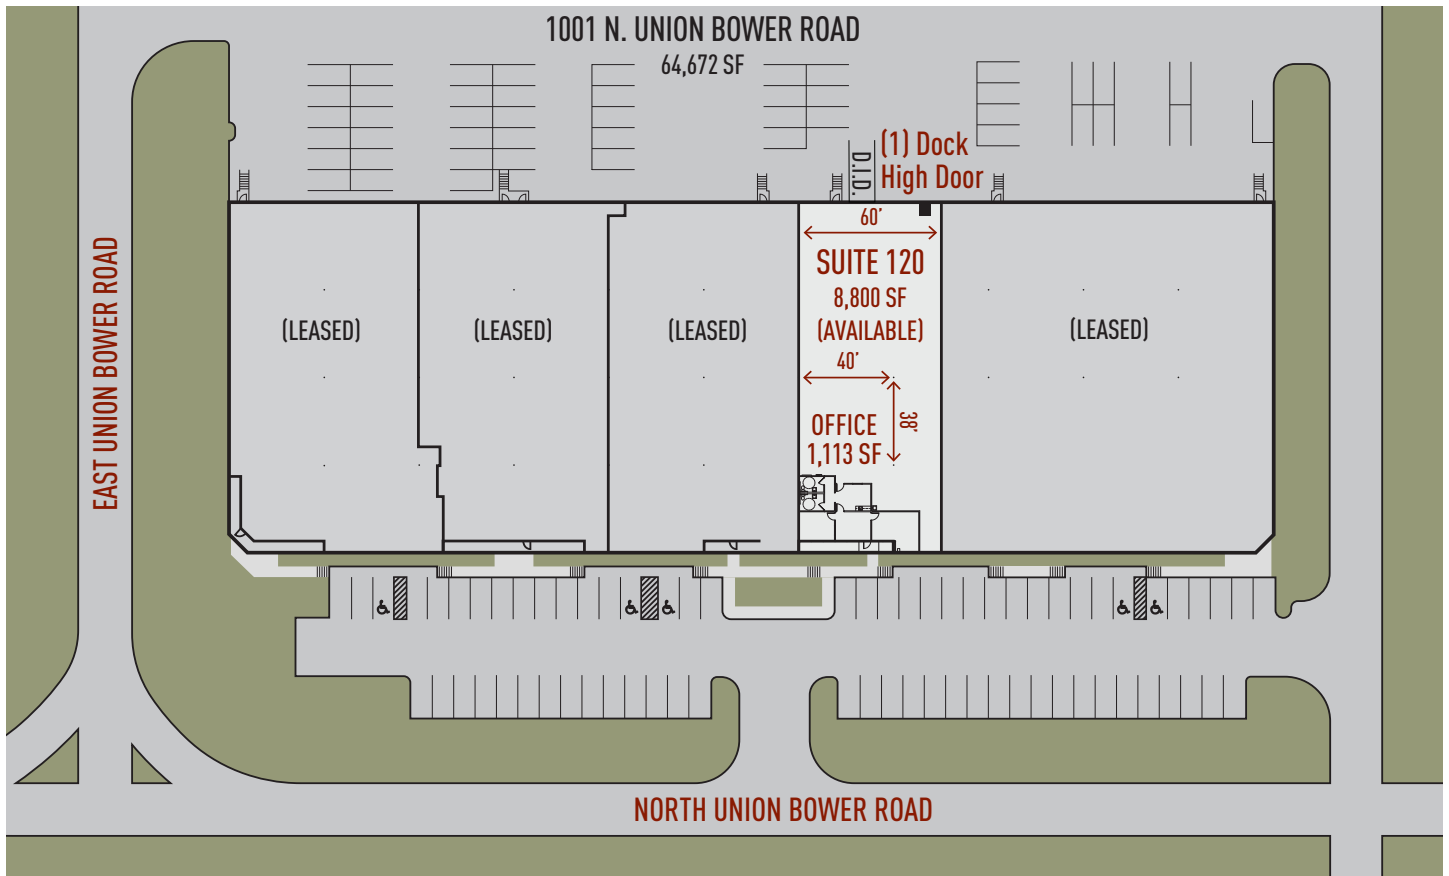 1001 N. UNION BOWER ROAD
64,672 SF
(1) Dock
High Door
D.I.D.
60'
SUITE 120
8,800 SF
(AVAILABLE)
(LEASED)
(LEASED)
(LEASED)
(LEASED)
40'
38'
OFFICE
1,113 SF
EAST UNION BOWER ROAD
NORTH UNION BOWER ROAD